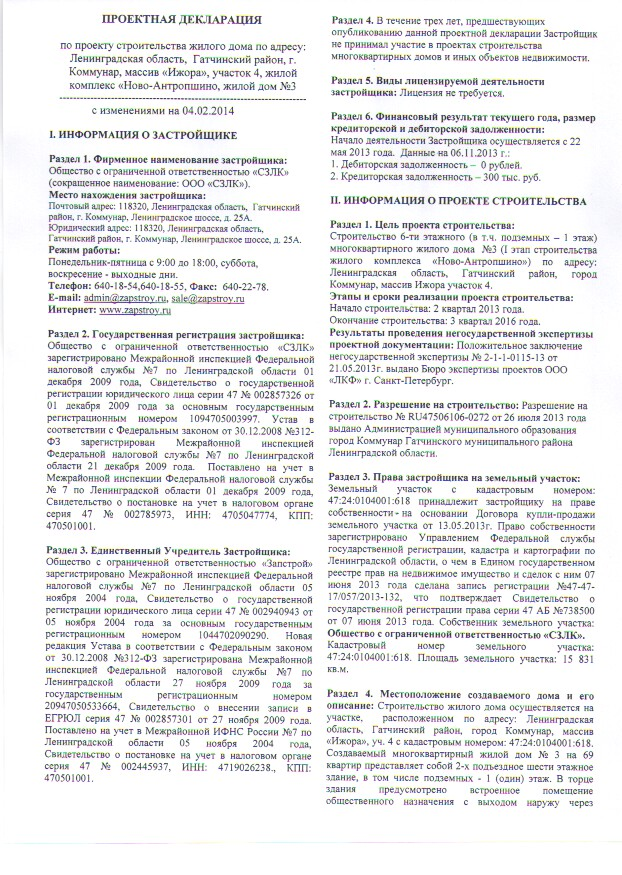 ПРОЕКТНАЯ ДЕКЛАРАЦИЯ
по проекту строительства жилого дома по адресу:
Ленинградская область, Гатчинский район, г.
Коммунар, массив «Ижора», участок 4, жилой
комплекс «Ново-Антропшино, жилой дом №3
с изменениями на 04.02.2014
I. ИНФОРМАЦИЯ О ЗАСТРОЙЩИКЕ
Раздел 1. Фирменное наименование застройщика:
Общество с ограниченной ответственностью «СЗЛК»
(сокращенное наименование: ООО «СЗЛК»).
Место нахождения застройщика:
Почтовый адрес: 118320, Ленинградская область, Гатчинский
район, г. Коммунар, Ленинградское шоссе, д. 25А.
Юридический адрес: 118320, Ленинградская область,
Гатчинский район, г. Коммунар, Ленинградское шоссе, д. 25А.
Режим работы:
Понедельник-пятница с 9:00 до 18:00, суббота,
воскресение - выходные дни.
Телефон: 640-18-54,640-18-55, Факс: 640-22-78.
E-mail: admin@zapstroy.ru, sale@zapstroy.ru
Интернет: www.zapstroy.ru
Раздел 2. Государственная регистрация застройщика:
Общество с ограниченной ответственностью «СЗЛК»
зарегистрировано Межрайонной инспекцией Федеральной
налоговой службы №7 по Ленинградской области 01
декабря 2009 года, Свидетельство о государственной
регистрации юридического лица серии 47 № 002857326 от
01 декабря 2009 года за основным государственным
регистрационным номером 1094705003997. Устав в
соответствии с Федеральным законом от 30.12.2008 №312-
ФЗ зарегистрирован Межрайонной инспекцией
Федеральной налоговой службы №7 по Ленинградской
области 21 декабря 2009 года. Поставлено на учет в
Межрайонной инспекции Федеральной налоговой службы
№ 7 по Ленинградской области 01 декабря 2009 года,
Свидетельство о постановке на учет в налоговом органе
серия 47 № 002785973, ИНН: 4705047774, КПП:
470501001.
Раздел 3. Единственный Учредитель Застройщика:
Общество с ограниченной ответственностью «Запстрой»
зарегистрировано Межрайонной инспекцией Федеральной
налоговой службы №7 по Ленинградской области 05
ноября 2004 года, Свидетельство о государственной
регистрации юридического лица серии 47 № 002940943 от
05 ноября 2004 года за основным государственным
регистрационным номером 1044702090290. Новая
редакция Устава в соответствии с Федеральным законом
от 30.12.2008 №312-ФЗ зарегистрирована Межрайонной
инспекцией Федеральной налоговой службы №7 по
Ленинградской области 27 ноября 2009 года за
государственным регистрационным номером
20947050533664, Свидетельство о внесении записи в
ЕГРЮЛ серия 47 № 002857301 от 27 ноября 2009 года.
Поставлено на учет в Межрайонной ИФНС России №7 по
Ленинградской области 05 ноября 2004 года,
Свидетельство о постановке на учет в налоговом органе
серия 47 № 002445937, ИНН: 4719026238., КПП:
470501001.
Раздел 4. В течение трех лет, предшествующих
опубликованию данной проектной декларации Застройщик
не принимал участие в проектах строительства
многоквартирных домов и иных объектов недвижимости.
Раздел 5. Виды лицензируемой деятельности
застройщика: Лицензия не требуется.
Раздел 6. Финансовый результат текущего года, размер
кредиторской и дебиторской задолженности:
Начало деятельности Застройщика осуществляется с 22
мая 2013 года. Данные на 06.11.2013 г.:
1. Дебиторская задолженность – 0 рублей.
2. Кредиторская задолженность – 300 тыс. руб.
II. ИНФОРМАЦИЯ О ПРОЕКТЕ СТРОИТЕЛЬСТВА
Раздел 1. Цель проекта строительства:
Строительство 6-ти этажного (в т.ч. подземных – 1 этаж)
многоквартирного жилого дома №3 (I этап строительства
жилого комплекса «Ново-Антропшино») по адресу:
Ленинградская область, Гатчинский район, город
Коммунар, массив Ижора участок 4.
Этапы и сроки реализации проекта строительства:
Начало строительства: 2 квартал 2013 года.
Окончание строительства: 3 квартал 2016 года.
Результаты проведения негосударственной экспертизы
проектной документации: Положительное заключение
негосударственной экспертизы № 2-1-1-0115-13 от
21.05.2013г. выдано Бюро экспертизы проектов ООО
«ЛКФ» г. Санкт-Петербург.
Раздел 2. Разрешение на строительство: Разрешение на
строительство № RU47506106-0272 от 26 июля 2013 года
выдано Администрацией муниципального образования
город Коммунар Гатчинского муниципального района
Ленинградской области.
Раздел 3. Права застройщика на земельный участок:
Земельный участок с кадастровым номером:
47:24:0104001:618 принадлежит застройщику на праве
собственности- на основании Договора купли-продажи
земельного участка от 13.05.2013г. Право собственности
зарегистрировано Управлением Федеральной службы
государственной регистрации, кадастра и картографии по
Ленинградской области, о чем в Едином государственном
реестре прав на недвижимое имущество и сделок с ним 07
июня 2013 года сделана запись регистрации №47-47-
17/057/2013-132, что подтверждает Свидетельство о
государственной регистрации права серии 47 АБ №738500
от 07 июня 2013 года. Собственник земельного участка:
Общество с ограниченной ответственностью «СЗЛК».
Кадастровый номер земельного участка:
47:24:0104001:618. Площадь земельного участка: 15 831
кв.м.
Раздел 4. Местоположение создаваемого дома и его
описание: Строительство жилого дома осуществляется на
участке, расположенном по адресу: Ленинградская
область, Гатчинский район, город Коммунар, массив
«Ижора», уч. 4 с кадастровым номером: 47:24:0104001:618.
Создаваемый многоквартирный жилой дом № 3 на 69
квартир представляет собой 2-х подъездное шести этажное
здание, в том числе подземных - 1 (один) этаж. В торце
здания предусмотрено встроенное помещение
общественного назначения с выходом наружу через